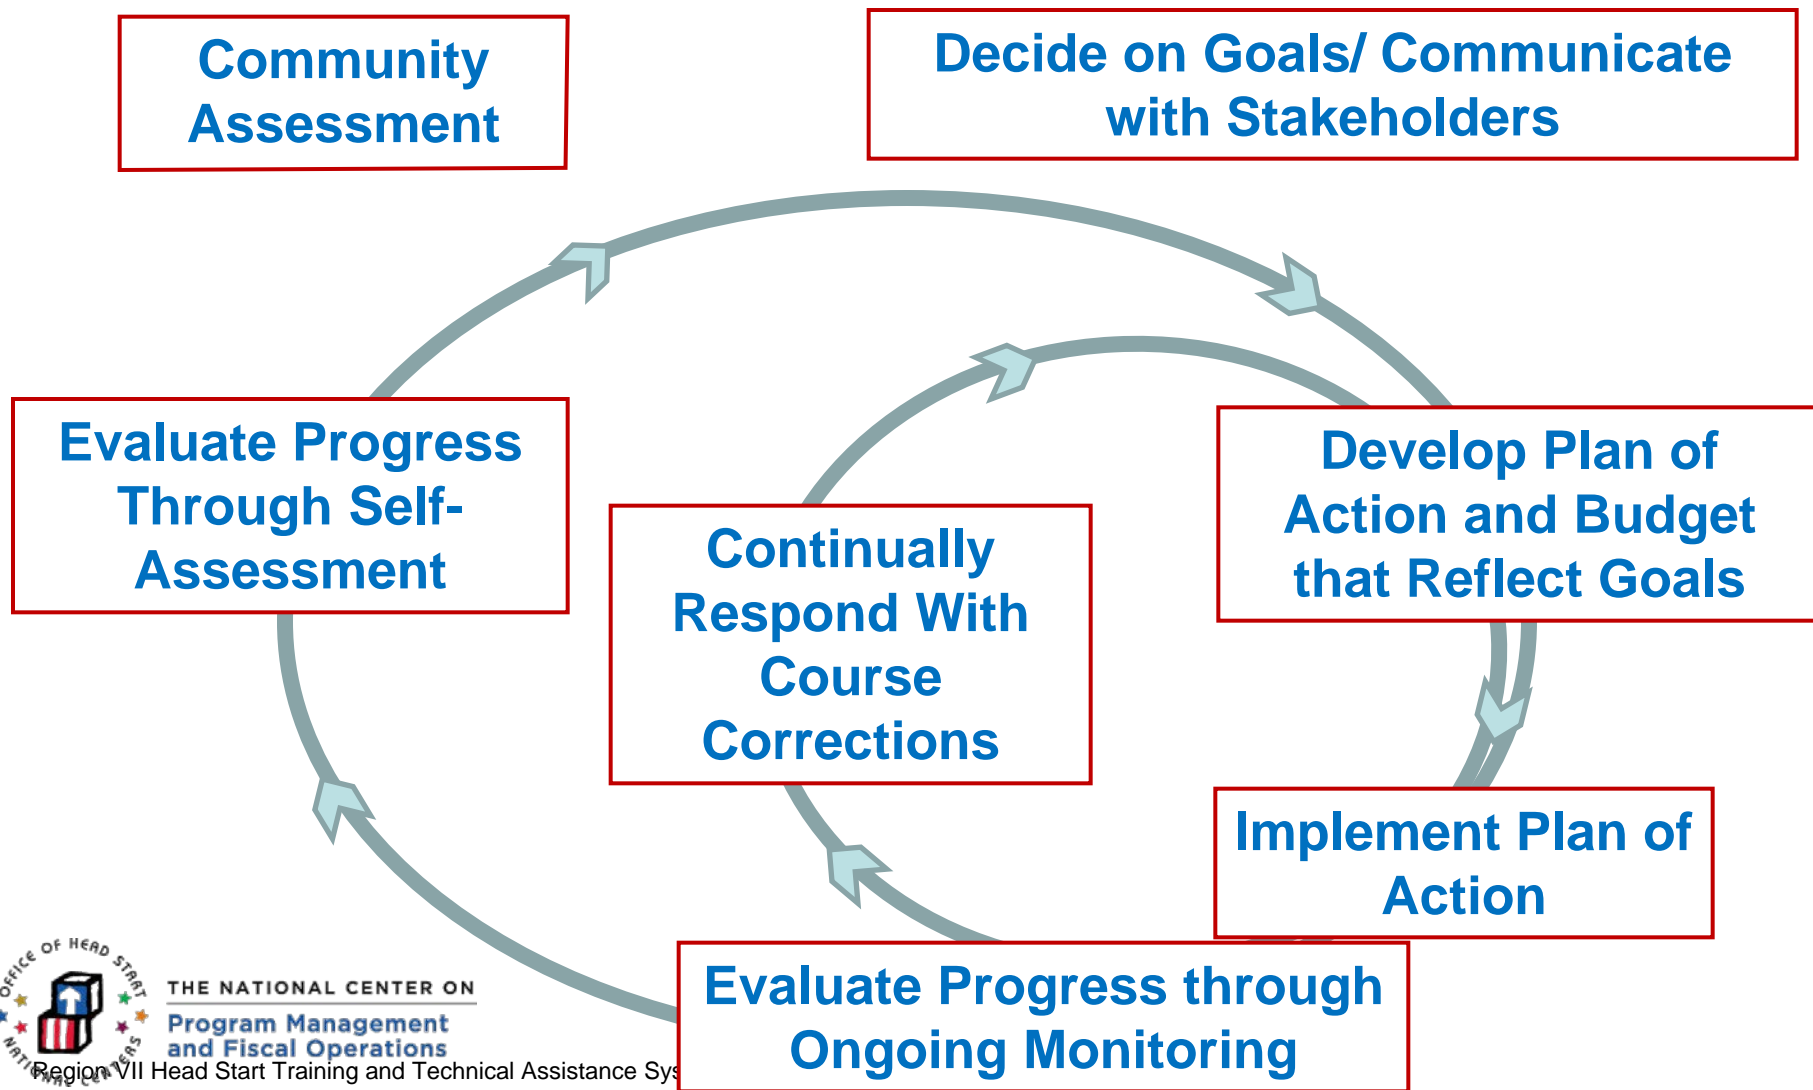 Community
Assessment
Decide on Goals/ Communicate
with Stakeholders
Evaluate Progress
Through Self-
Assessment
Continually
Respond With
Course
Corrections
Develop Plan of
Action and Budget
that Reflect Goals
Implement Plan of
Action
Evaluate Progress through
Ongoing Monitoring
OFFICE OF HEAD START
NATIONAL CENTERS
THE NATIONAL CENTER ON
Program Management
and Fiscal Operations
Region VII Head Start Training and Technical Assistance Sys